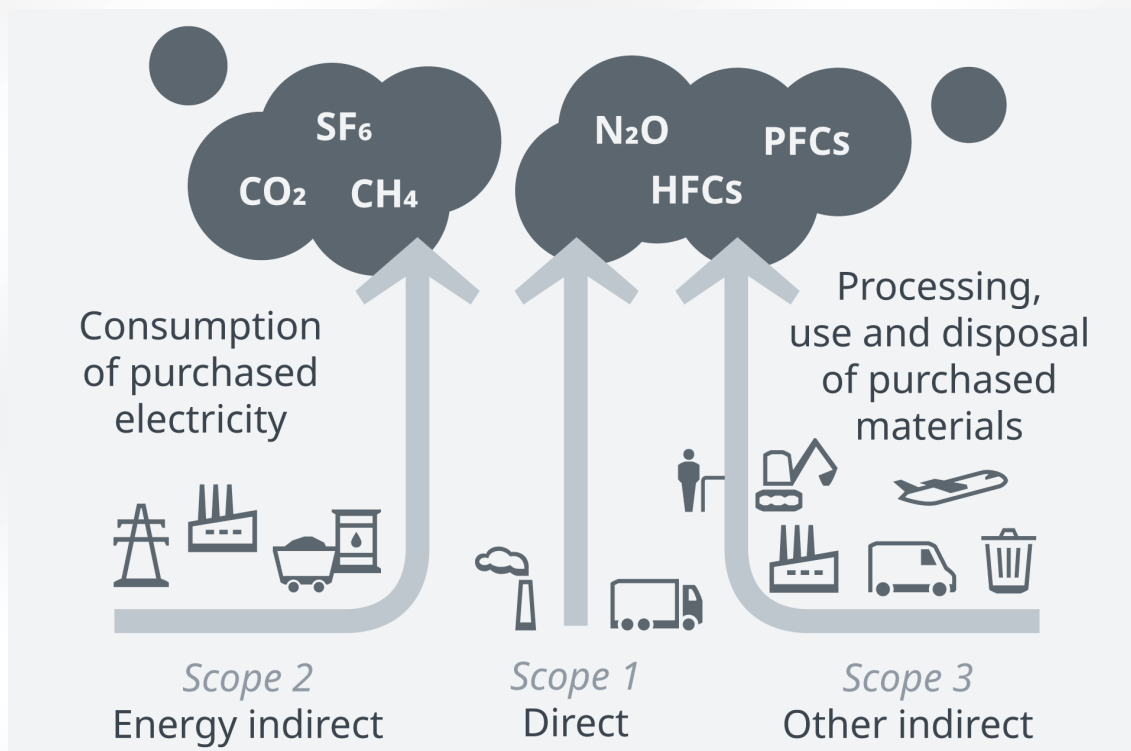 SF₆
CO₂ CH₄
N₂O
PFCs
HFCs
Consumption
of purchased
electricity
Processing,
use and disposal
of purchased
materials
Scope 2
Energy indirect
Scope 1
Direct
Scope 3
Other indirect